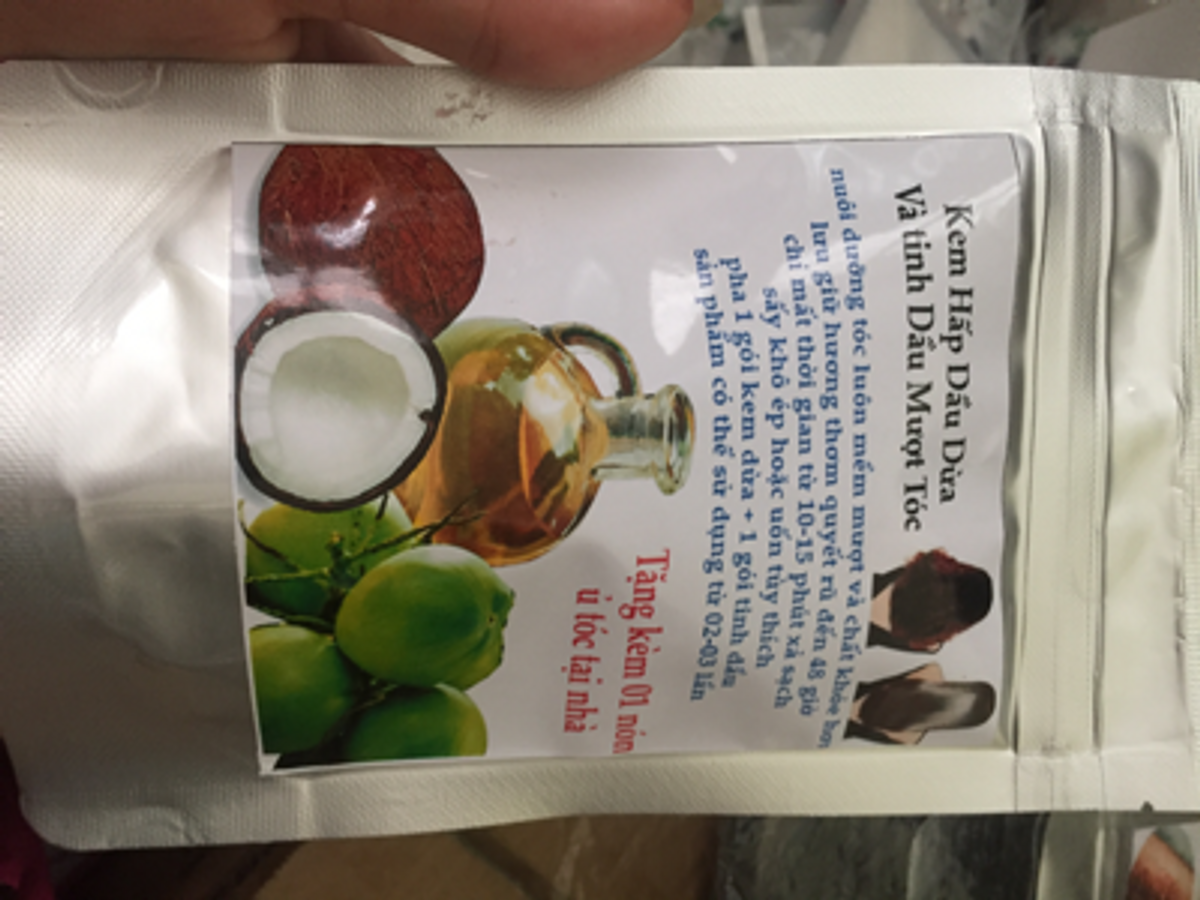 Kem Hấp Dầu Dừa
Và tinh Dầu Mượt Tóc
nuôi dưỡng tóc luôn mềm mượt và chất khỏe hơn
lưu giữ hương thơm quyến rũ đến 48 giờ
chỉ mất thời gian từ 10-15 phút xả sạch
sấy khô ép hoặc uốn tùy thích
pha 1 gói kem dừa + 1 gói tinh dầu
sản phẩm có thể sử dụng từ 02-03 lần
Tặng kèm 01 nón
ủ tóc tại nhà